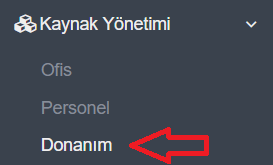 Kaynak Yönetimi
Ofis
Personel
Donanım